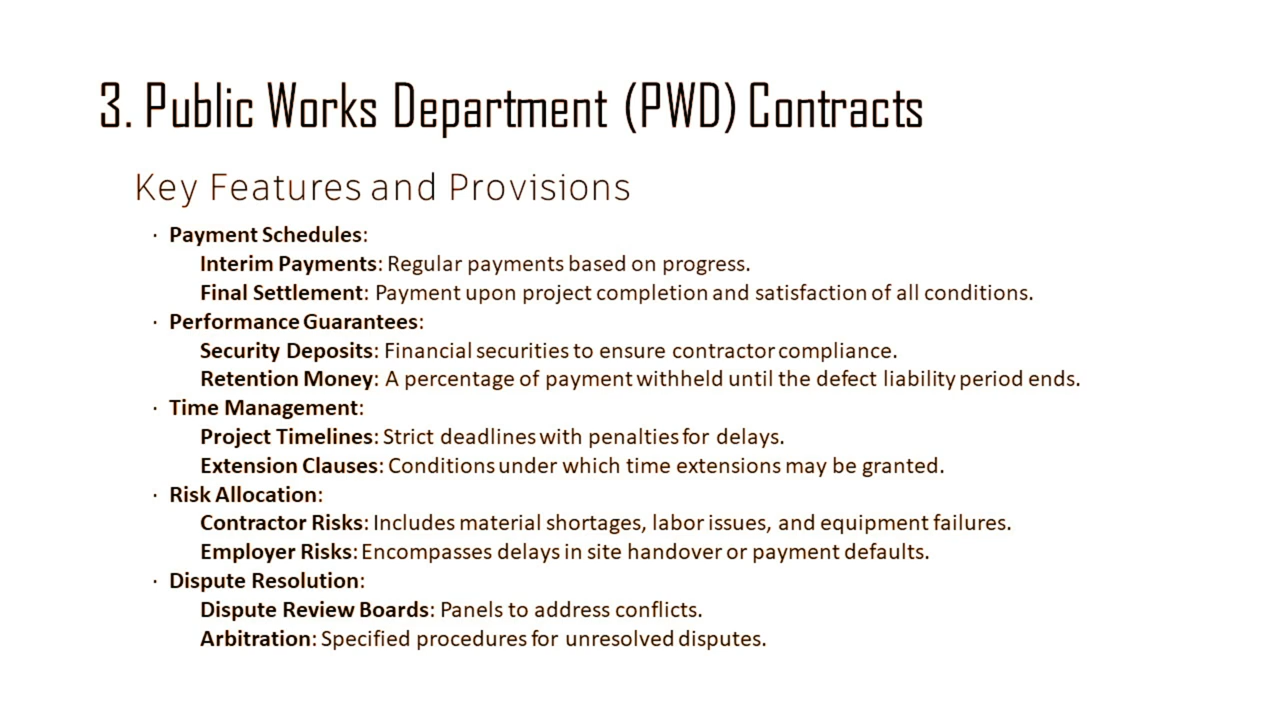 3. Public Works Department (PWD) Contracts
Key Features and Provisions
· Payment Schedules:
Interim Payments: Regular payments based on progress.
Final Settlement: Payment upon project completion and satisfaction of all conditions.
· Performance Guarantees:
Security Deposits: Financial securities to ensure contractor compliance.
Retention Money: A percentage of payment withheld until the defect liability period ends.
· Time Management:
Project Timelines: Strict deadlines with penalties for delays.
Extension Clauses: Conditions under which time extensions may be granted.
· Risk Allocation:
Contractor Risks: Includes material shortages, labor issues, and equipment failures.
Employer Risks: Encompasses delays in site handover or payment defaults.
· Dispute Resolution:
Dispute Review Boards: Panels to address conflicts.
Arbitration: Specified procedures for unresolved disputes.